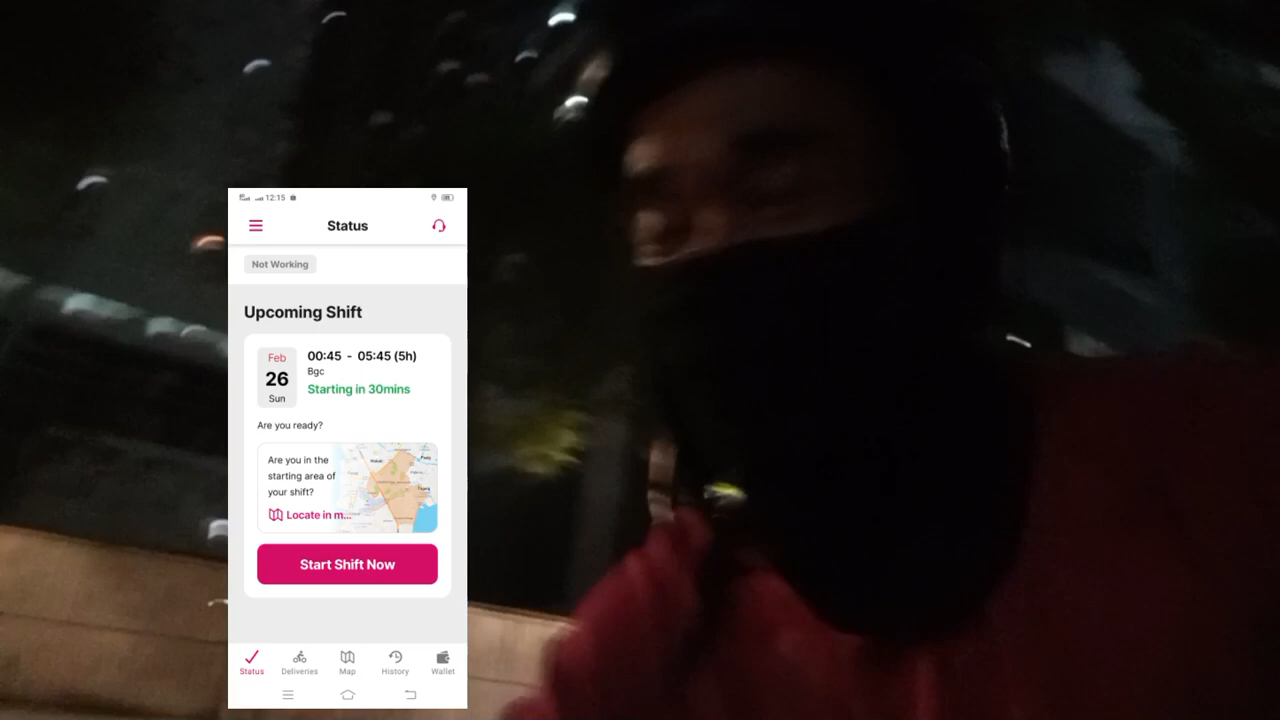 12:15
Status
Not Working
Upcoming Shift
Feb
26
Sun
00:45 - 05:45 (5h)
Bgc
Starting in 30mins
Are you ready?
Are you in the
starting area of
your shift?
Locate in m...
Start Shift Now
Status Deliveries Map History Wallet